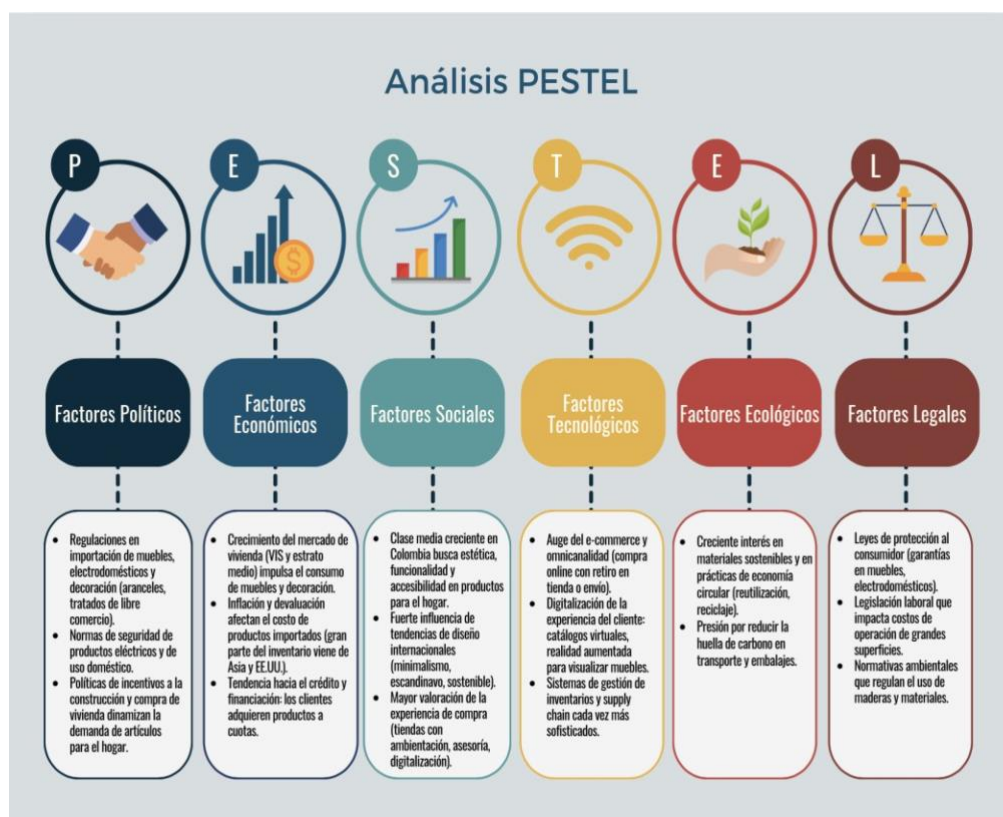 Análisis PESTEL
P
E
S
T
E
L
Factores Políticos
Factores
Económicos
Factores Sociales
Factores
Tecnológicos
Factores Ecológicos
Factores Legales
• Regulaciones en
importación de muebles,
electrodomésticos y
decoración (aranceles,
tratados de libre
comercio).
• Normas de seguridad de
productos eléctricos y de
uso doméstico.
• Políticas de incentivos a la
construcción y compra de
vivienda dinamizan la
demanda de artículos
para el hogar.
• Crecimiento del mercado de
vivienda (VIS y estrato
medio) impulsa el consumo
de muebles y decoración.
• Inflación y devaluación
afectan el costo de
productos importados (gran
parte del inventario viene de
Asia y EE.UU.).
• Tendencia hacia el crédito y
financiación: los clientes
adquieren productos a
cuotas.
• Clase media creciente en
Colombia busca estética,
funcionalidad y
accesibilidad en productos
para el hogar.
• Fuerte influencia de
tendencias de diseño
internacionales
(minimalismo,
escandinavo, sostenible).
• Mayor valoración de la
experiencia de compra
(tiendas con
ambientación, asesoría,
digitalización).
• Auge del e-commerce y
omnicanalidad (compra
online con retiro en
tienda o envío).
• Digitalización de la
experiencia del cliente:
catálogos virtuales,
realidad aumentada
para visualizar muebles.
• Sistemas de gestión de
inventarios y supply
chain cada vez más
sofisticados.
• Creciente interés en
materiales sostenibles y en
prácticas de economía
circular (reutilización,
reciclaje).
• Presión por reducir la
huella de carbono en
transporte y embalajes.
• Leyes de protección al
consumidor (garantías
en muebles,
electrodomésticos).
• Legislación laboral que
impacta costos de
operación de grandes
superficies.
• Normativas ambientales
que regulan el uso de
maderas y materiales.